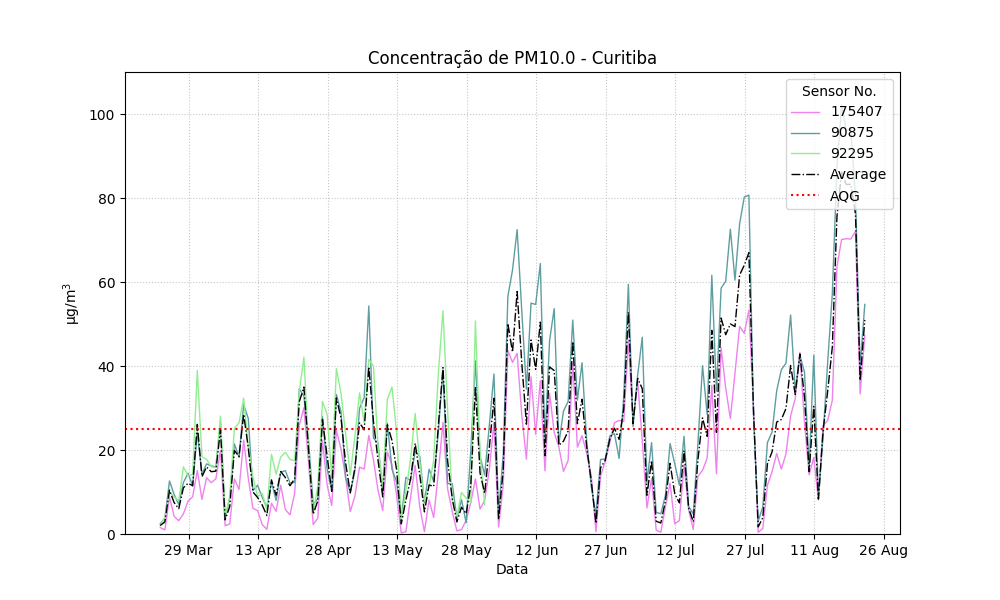 Concentração de PM10.0 - Curitiba
Sensor No.
175407
90875
92295
Average
AQG
µg/m³
100
80
60
40
20
0
29 Mar
13 Apr
28 Apr
13 May
28 May
12 Jun
27 Jun
12 Jul
27 Jul
11 Aug
26 Aug
Data